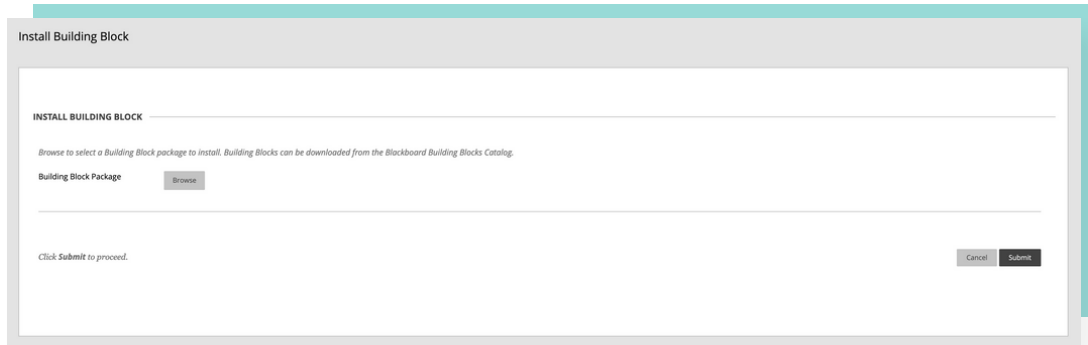 Install Building Block
INSTALL BUILDING BLOCK
Browse to select a Building Block package to install. Building Blocks can be downloaded from the Blackboard Building Blocks Catalog.
Building Block Package
Browse
Click Submit to proceed.
Cancel
Submit